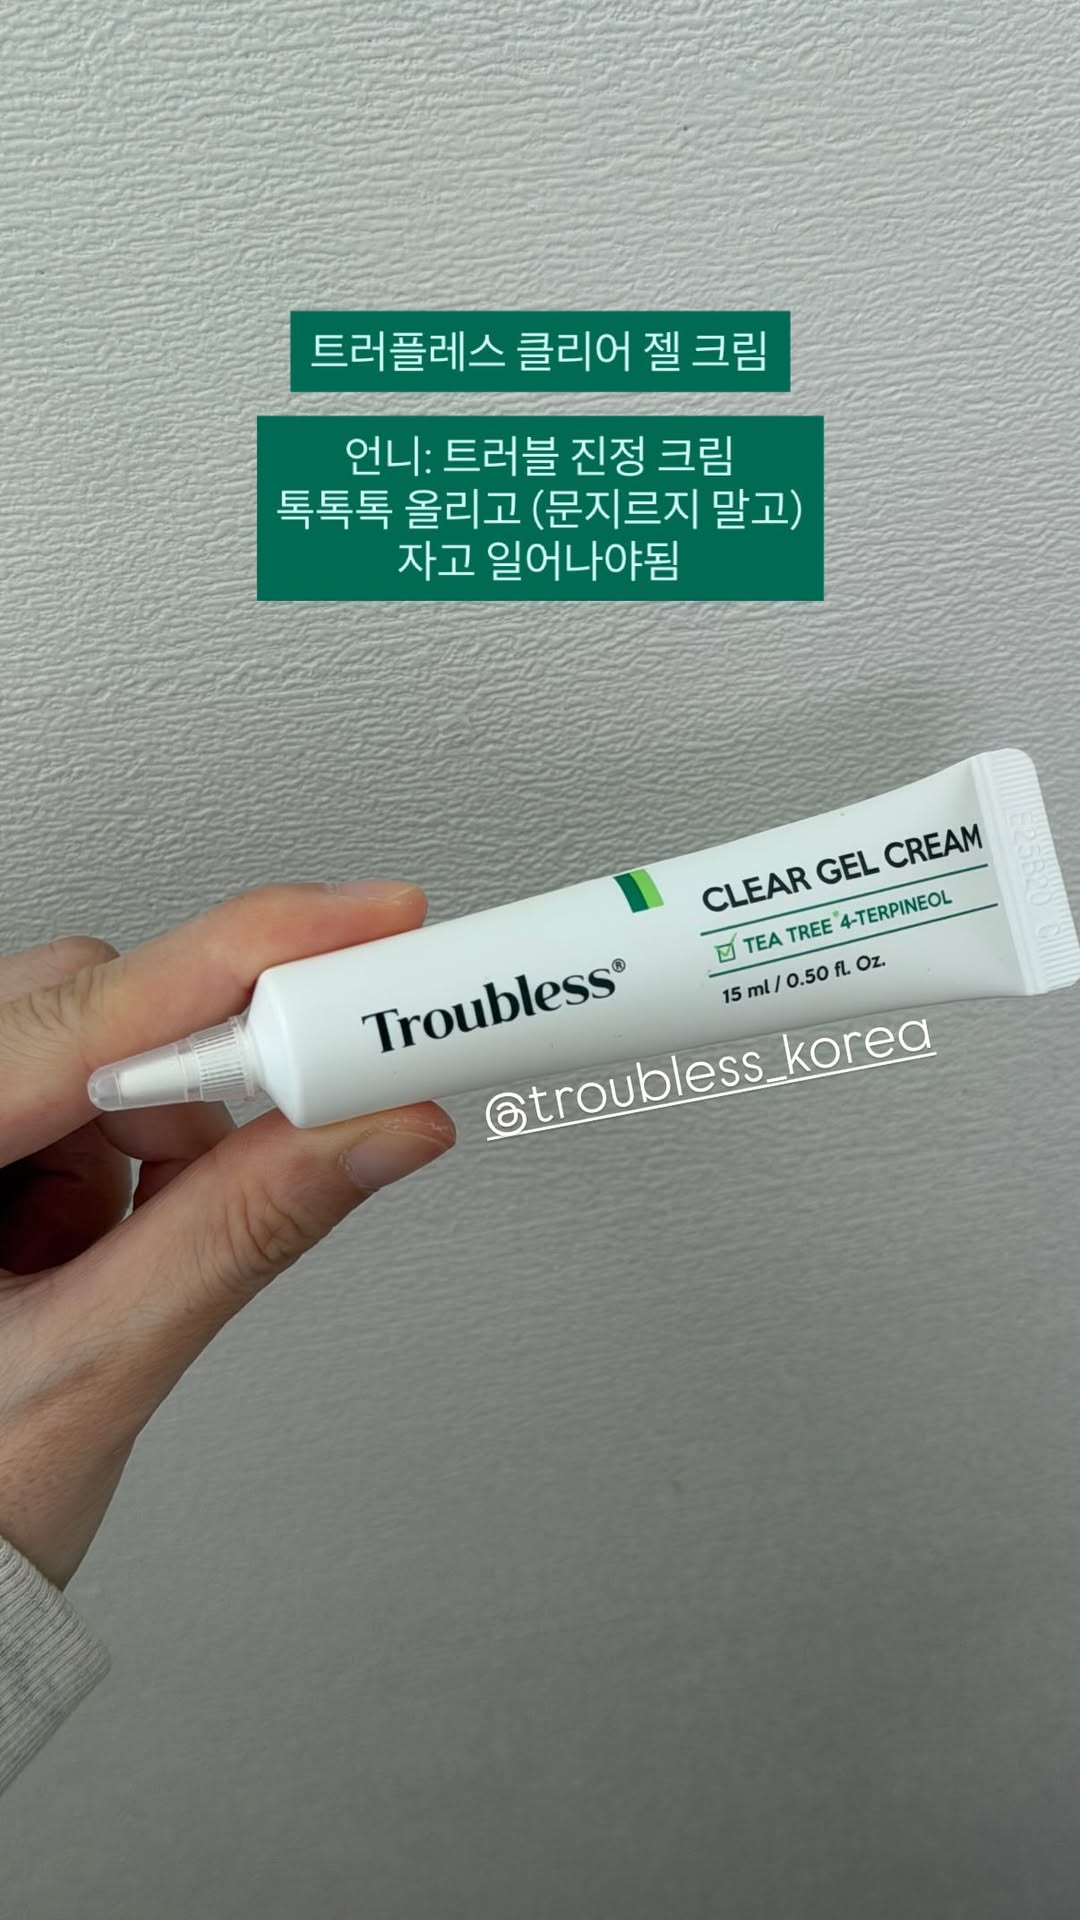 트러플레스 클리어 젤 크림
언니: 트러블 진정 크림
톡톡톡 올리고 (문지르지 말고)
자고 일어나야됨
CLEAR GEL CREAM
TEA TREE 4-TERPINEOL
15 ml / 0.50 fl. Oz.
Troubless®
@troubless_korea